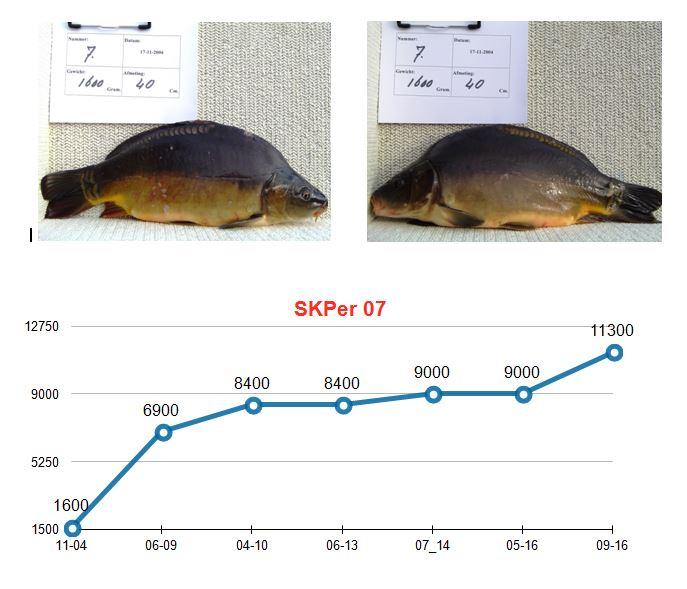 Nummer: Datum:
7. 17-11-2004
Gewicht: Afmeting:
1600 Gram. 40 Cm.
Nummer: Datum:
7. 17-11-2004
Gewicht: Afmeting:
1600 Gram. 40 Cm.
SKPer 07
12750
9000
5250
1500
1600
6900
8400
8400
9000
9000
11300
11-04 06-09 04-10 06-13 07_14 05-16 09-16